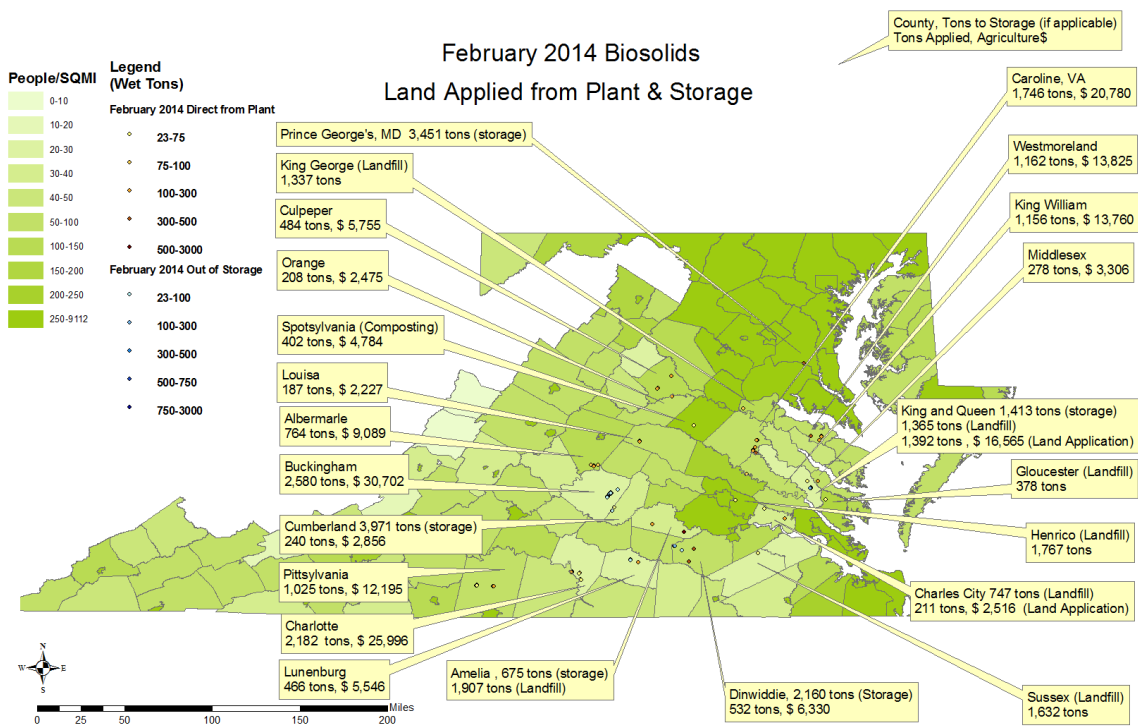 February 2014 Biosolids
Land Applied from Plant & Storage
County, Tons to Storage (if applicable)
Tons Applied, Agriculture$
People/SQMI
0-10
10-20
20-30
30-40
40-50
50-100
100-150
150-200
200-250
250-9112
Legend
(Wet Tons)
February 2014 Direct from Plant
23-75
75-100
100-300
300-500
500-3000
February 2014 Out of Storage
23-100
100-300
300-500
500-750
750-3000
Prince George's, MD 3,451 tons (storage)
King George (Landfill)
1,337 tons
Culpeper
484 tons, $ 5,755
Orange
208 tons, $ 2,475
Spotsylvania (Composting)
402 tons, $ 4,784
Louisa
187 tons, $ 2,227
Albermarle
764 tons, $ 9,089
Buckingham
2,580 tons, $ 30,702
Cumberland 3,971 tons (storage)
240 tons, $ 2,856
Pittsylvania
1,025 tons, $ 12,195
Charlotte
2,182 tons, $ 25,996
Lunenburg
466 tons, $ 5,546
Amelia , 675 tons (storage)
1,907 tons (Landfill)
Dinwiddie, 2,160 tons (Storage)
532 tons, $ 6,330
Caroline, VA
1,746 tons, $ 20,780
Westmoreland
1,162 tons, $ 13,825
King William
1,156 tons, $ 13,760
Middlesex
278 tons, $ 3,306
King and Queen 1,413 tons (storage)
1,365 tons (Landfill)
1,392 tons , $ 16,565 (Land Application)
Gloucester (Landfill)
378 tons
Henrico (Landfill)
1,767 tons
Charles City 747 tons (Landfill)
211 tons, $ 2,516 (Land Application)
Sussex (Landfill)
1,632 tons
N
W E
S
0 25 50 100 150 200
Miles